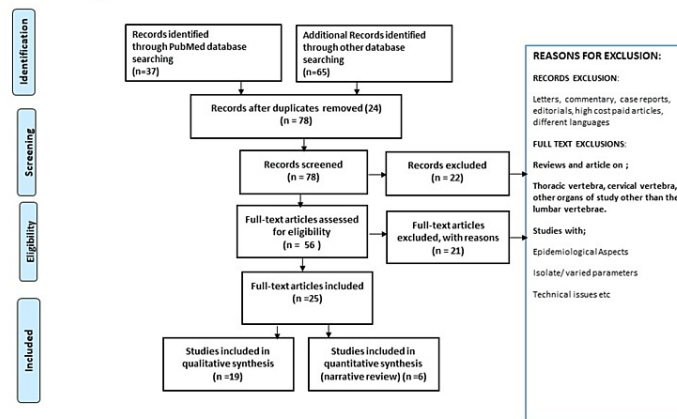 Identification
Records identified
through PubMed database
searching
(n=37)
Additional Records identified
through other database
searching
(n=65)
Records after duplicates removed (24)
(n = 78)
Screening
Records screened
(n = 78)
Records excluded
(n = 22)
Eligibility
Full-text articles assessed
for eligibility
(n = 56 )
Full-text articles
excluded, with reasons
(n = 21)
Full-text articles included
(n =25)
Included
Studies included in
qualitative synthesis
(n =19)
Studies included in
quantitative synthesis
(narrative review) (n =6)
REASONS FOR EXCLUSION:
RECORDS EXCLUSION:
Letters, commentary, case reports,
editorials, high cost paid articles,
different languages
FULL TEXT EXCLUSIONS:
Reviews and article on ;
Thoracic vertebra, cervical vertebra,
other organs of study other than the
lumbar vertebrae.
Studies with;
Epidemiological Aspects
Isolate/ varied parameters
Technical issues etc